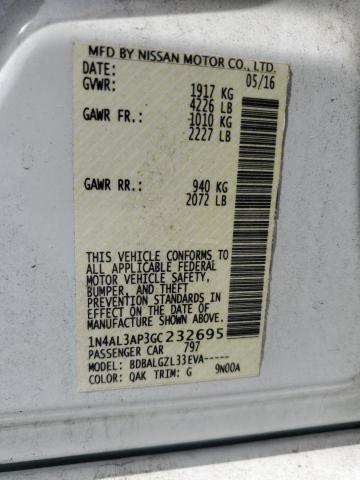 MFD BY NISSAN MOTOR CO., LTD.
DATE: 05/16
GVWR: 1917 KG
4226 LB
GAWR FR.: 1010 KG
2227 LB
GAWR RR.: 940 KG
2072 LB
THIS VEHICLE CONFORMS TO
ALL APPLICABLE FEDERAL
MOTOR VEHICLE SAFETY,
BUMPER, AND THEFT
PREVENTION STANDARDS IN
EFFECT ON THE DATE OF
MANUFACTURE SHOWN ABOVE.
1N4AL3AP3GC232695
PASSENGER CAR 797
MODEL: BDBALGZL33EVA-----
COLOR: QAK TRIM: G 9N00A